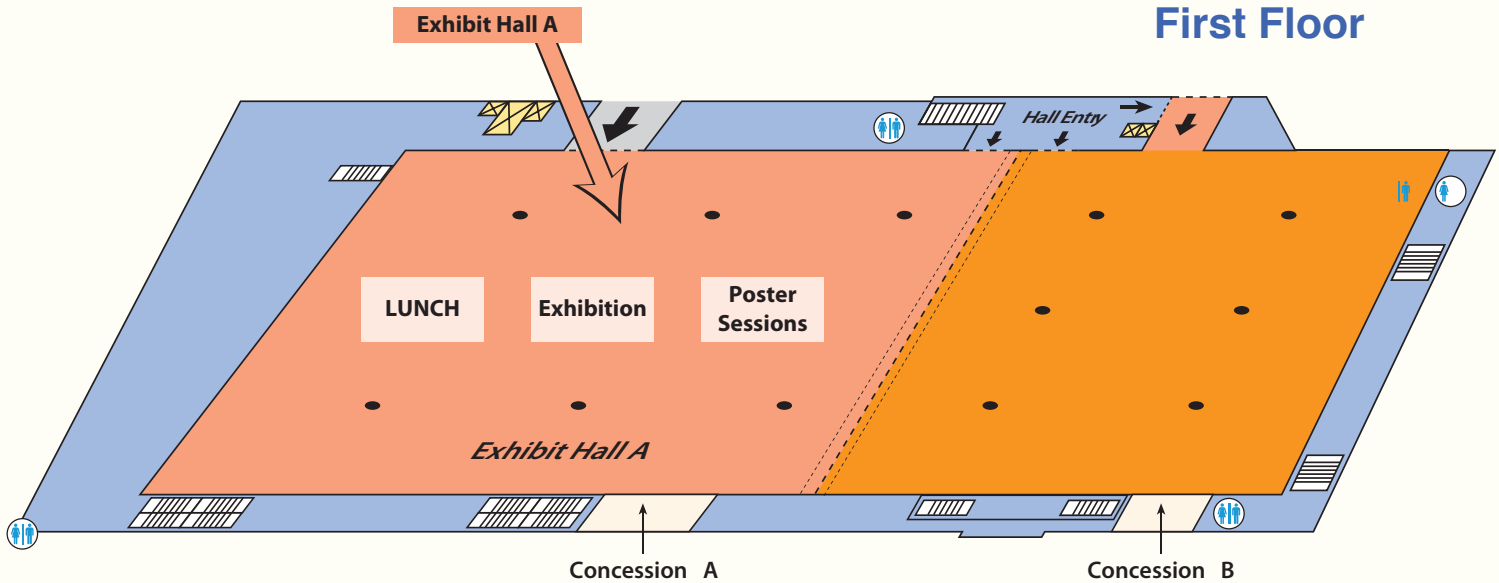 First Floor
Exhibit Hall A
Hall Entry
LUNCH
Exhibition
Poster
Sessions
Exhibit Hall A
Concession A
Concession B